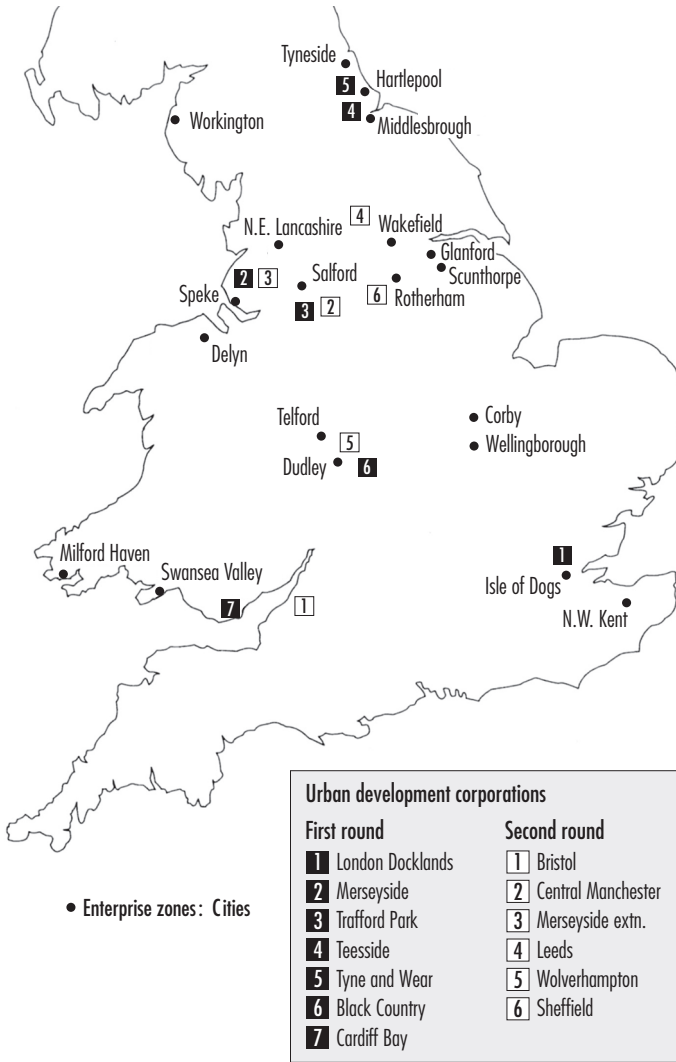 Tyneside
5 Hartlepool
4
Middlesbrough
Workington
4
N.E. Lancashire
Wakefield
Glanford
Scunthorpe
2 3 Salford
Speke
6 Rotherham
3 2
Delyn
Corby
Telford
5
Wellingborough
Dudley 6
1
Milford Haven
Swansea Valley
Isle of Dogs
7
1
N.W. Kent
Urban development corporations
First round
1 London Docklands
2 Merseyside
3 Trafford Park
4 Teesside
5 Tyne and Wear
6 Black Country
7 Cardiff Bay
Second round
1 Bristol
2 Central Manchester
3 Merseyside extn.
4 Leeds
5 Wolverhampton
6 Sheffield
• Enterprise zones: Cities